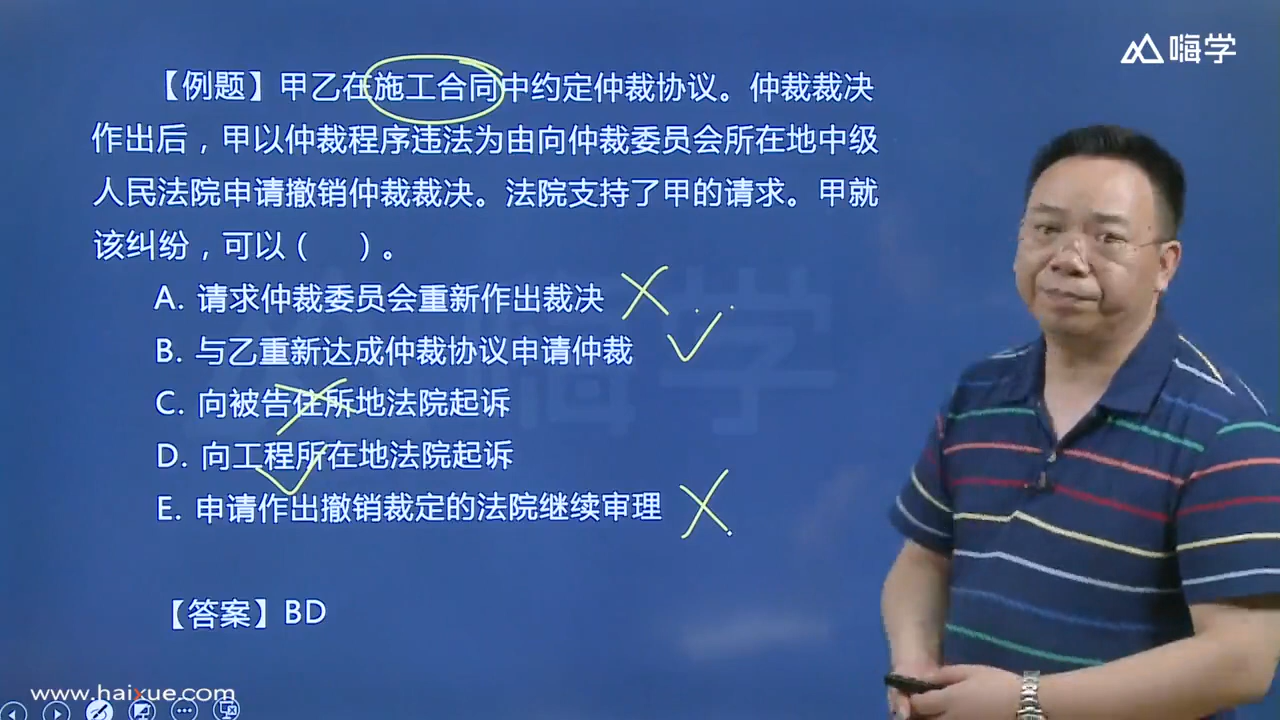 嗨学
【例题】甲乙在施工合同中约定仲裁协议。仲裁裁决
作出后，甲以仲裁程序违法为由向仲裁委员会所在地中级
人民法院申请撤销仲裁裁决。法院支持了甲的请求。甲就
该纠纷，可以（　　）。
A. 请求仲裁委员会重新作出裁决
B. 与乙重新达成仲裁协议申请仲裁
C. 向被告住所地法院起诉
D. 向工程所在地法院起诉
E. 申请作出撤销裁定的法院继续审理
【答案】BD
嗨学
www.haixue.com